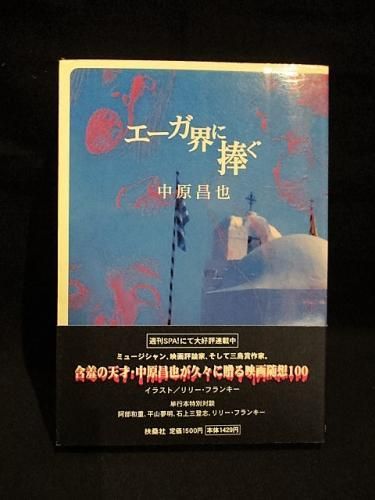 エーガ界に
捧ぐ
中原昌也
週刊SPA!にて大好評連載中
ミュージシャン、映画評論家、そして三島賞作家。
含羞の天才・中原昌也が久々に贈る映画随想100
イラスト/リリー・フランキー
単行本特別対談
阿部和重、平山夢明、石上三登志、リリー・フランキー
扶桑社 定価1500円 本体1429円